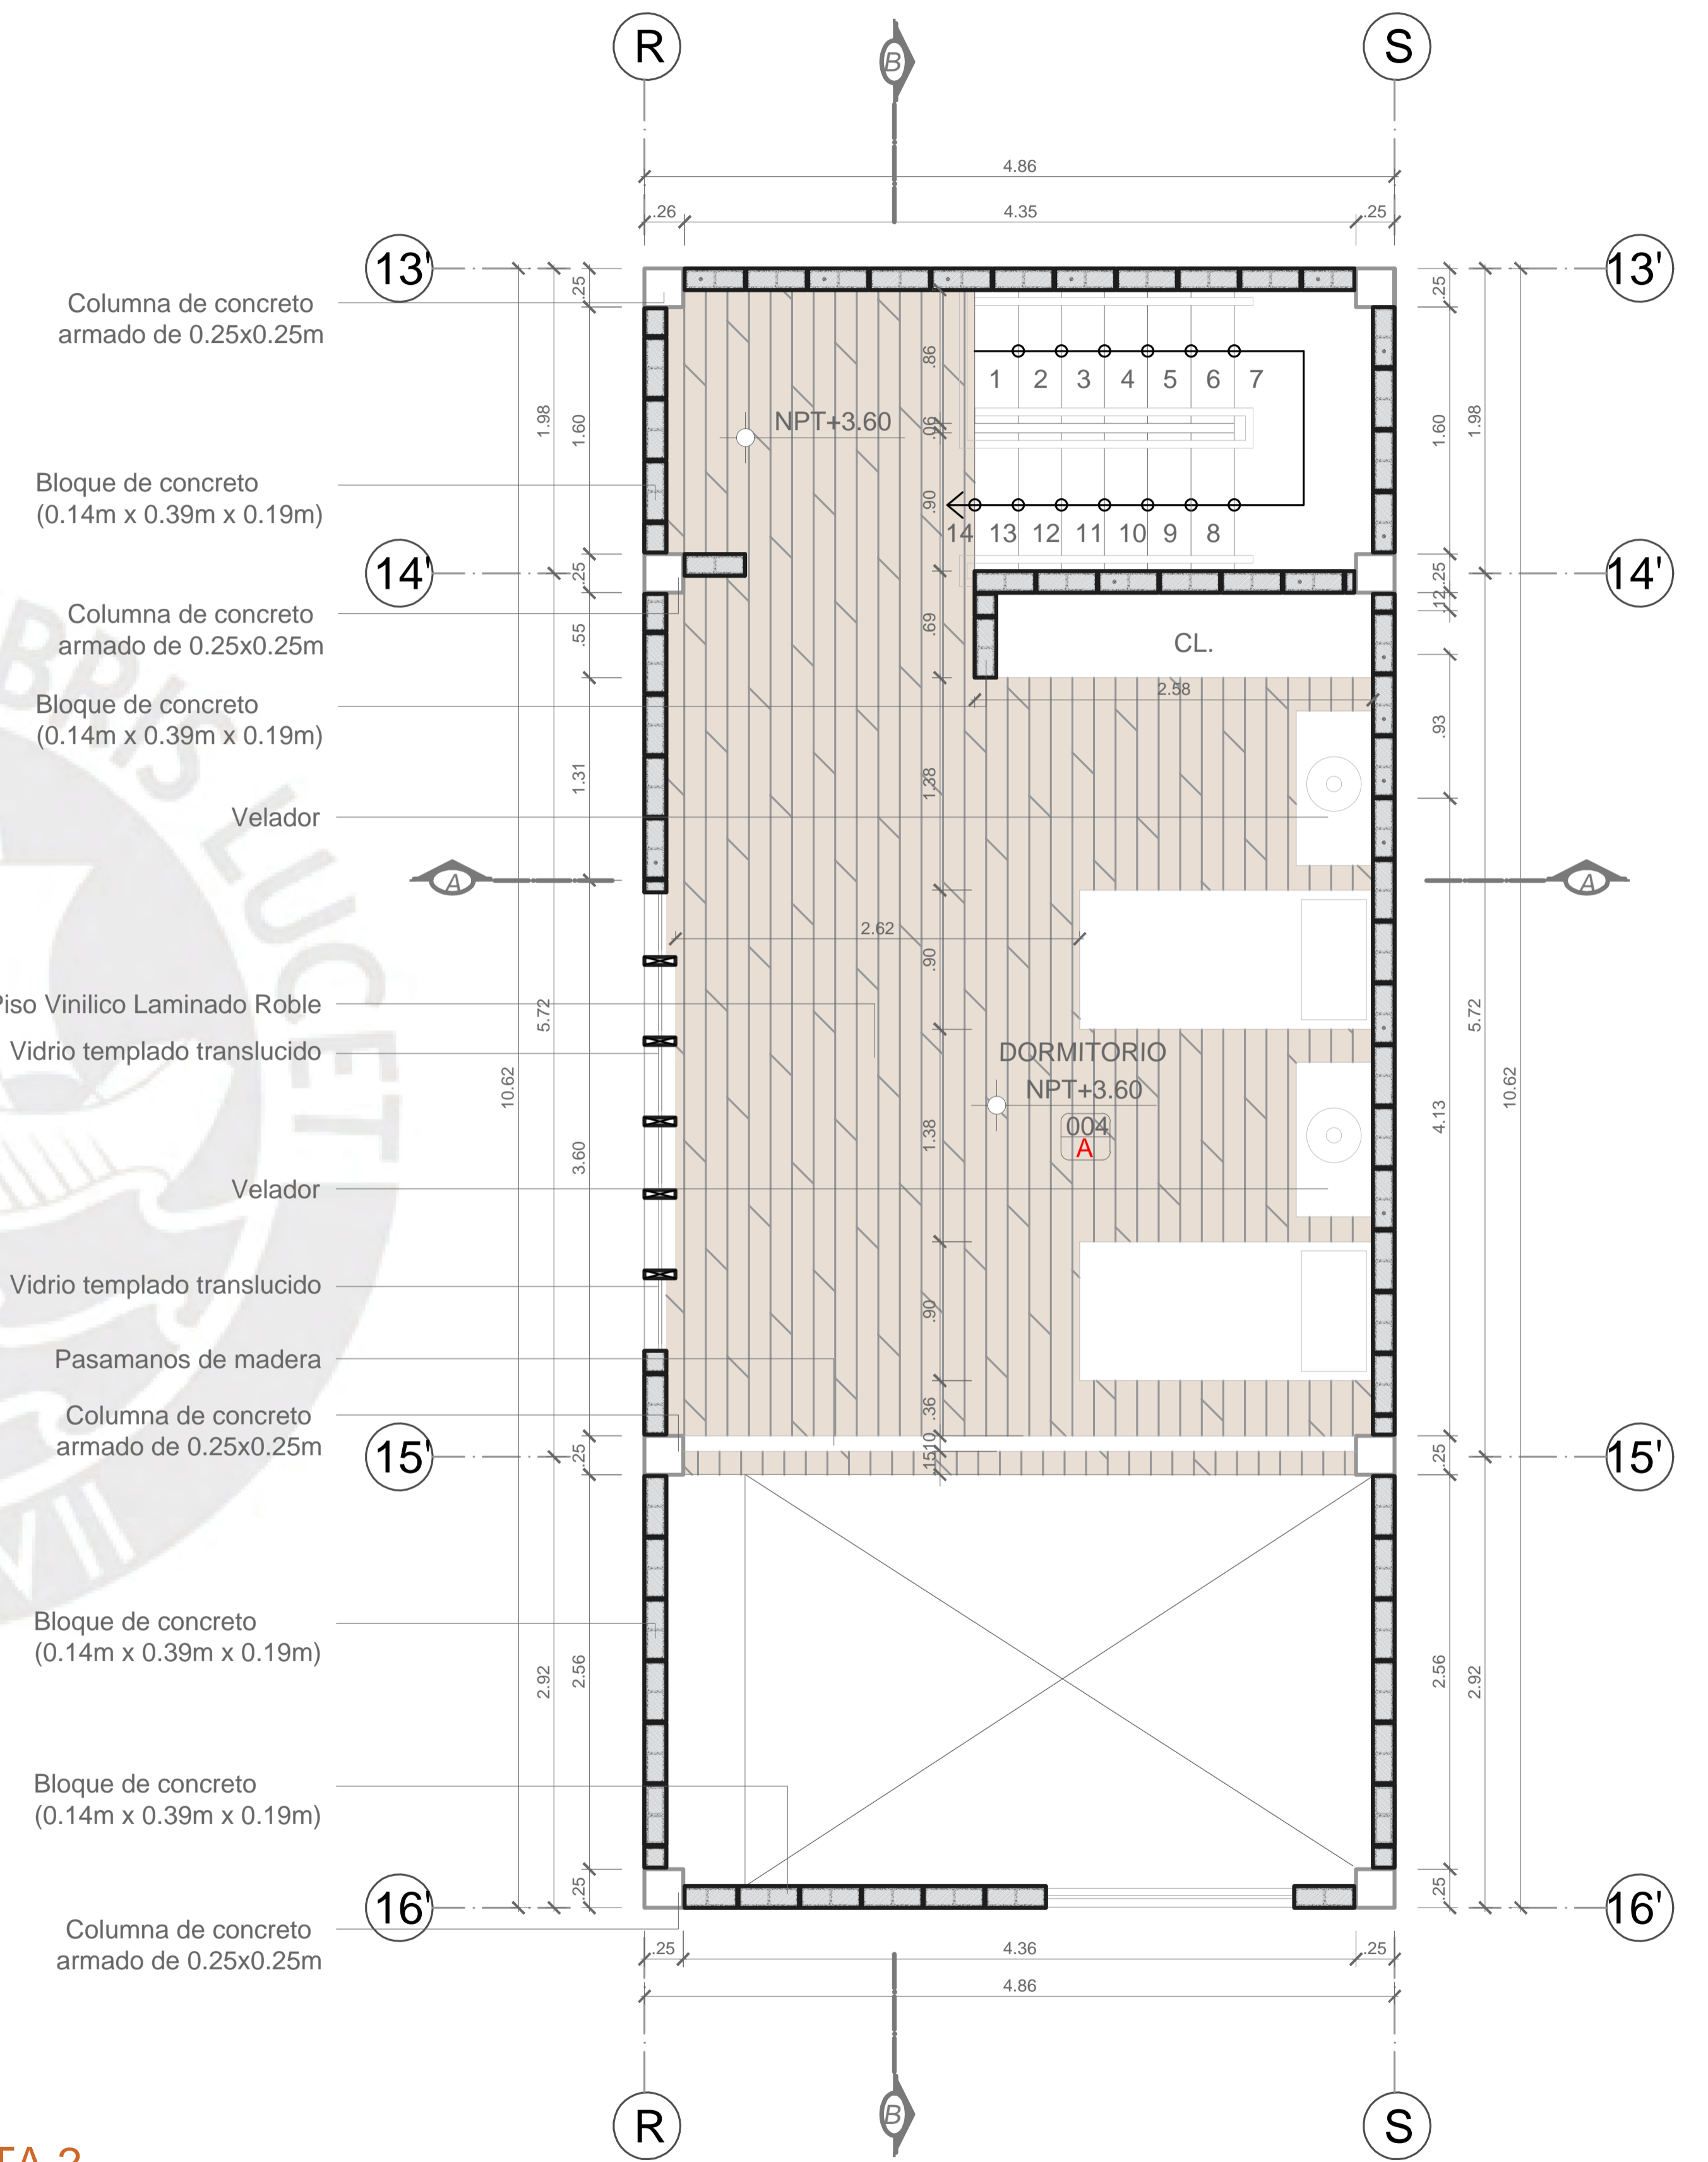 R
S
B
4.86
.26
4.35
.25
13'
13'
Columna de concreto
armado de 0.25x0.25m
.25
.25
.86
1 2 3 4 5 6 7
NPT+3.60
.06
1.98
1.60
1.60
1.98
Bloque de concreto
(0.14m x 0.39m x 0.19m)
.90
14 13 12 11 10 9 8
14'
14'
.25
.25
.12
Columna de concreto
armado de 0.25x0.25m
.55
.69
CL.
2.58
Bloque de concreto
(0.14m x 0.39m x 0.19m)
.93
1.31
1.38
Velador
A
A
2.62
.90
Piso Vinilico Laminado Roble
5.72
5.72
Vidrio templado translucido
DORMITORIO
NPT+3.60
10.62
10.62
004
A
1.38
4.13
3.60
Velador
Vidrio templado translucido
.90
Pasamanos de madera
Columna de concreto
armado de 0.25x0.25m
.36
15'
15'
.25
.10
.15
.25
Bloque de concreto
(0.14m x 0.39m x 0.19m)
2.92
2.56
2.56
2.92
Bloque de concreto
(0.14m x 0.39m x 0.19m)
16'
16'
.25
.25
Columna de concreto
armado de 0.25x0.25m
.25
4.36
.25
4.86
R
S
B
BRIS LUCET
VII
TA 2